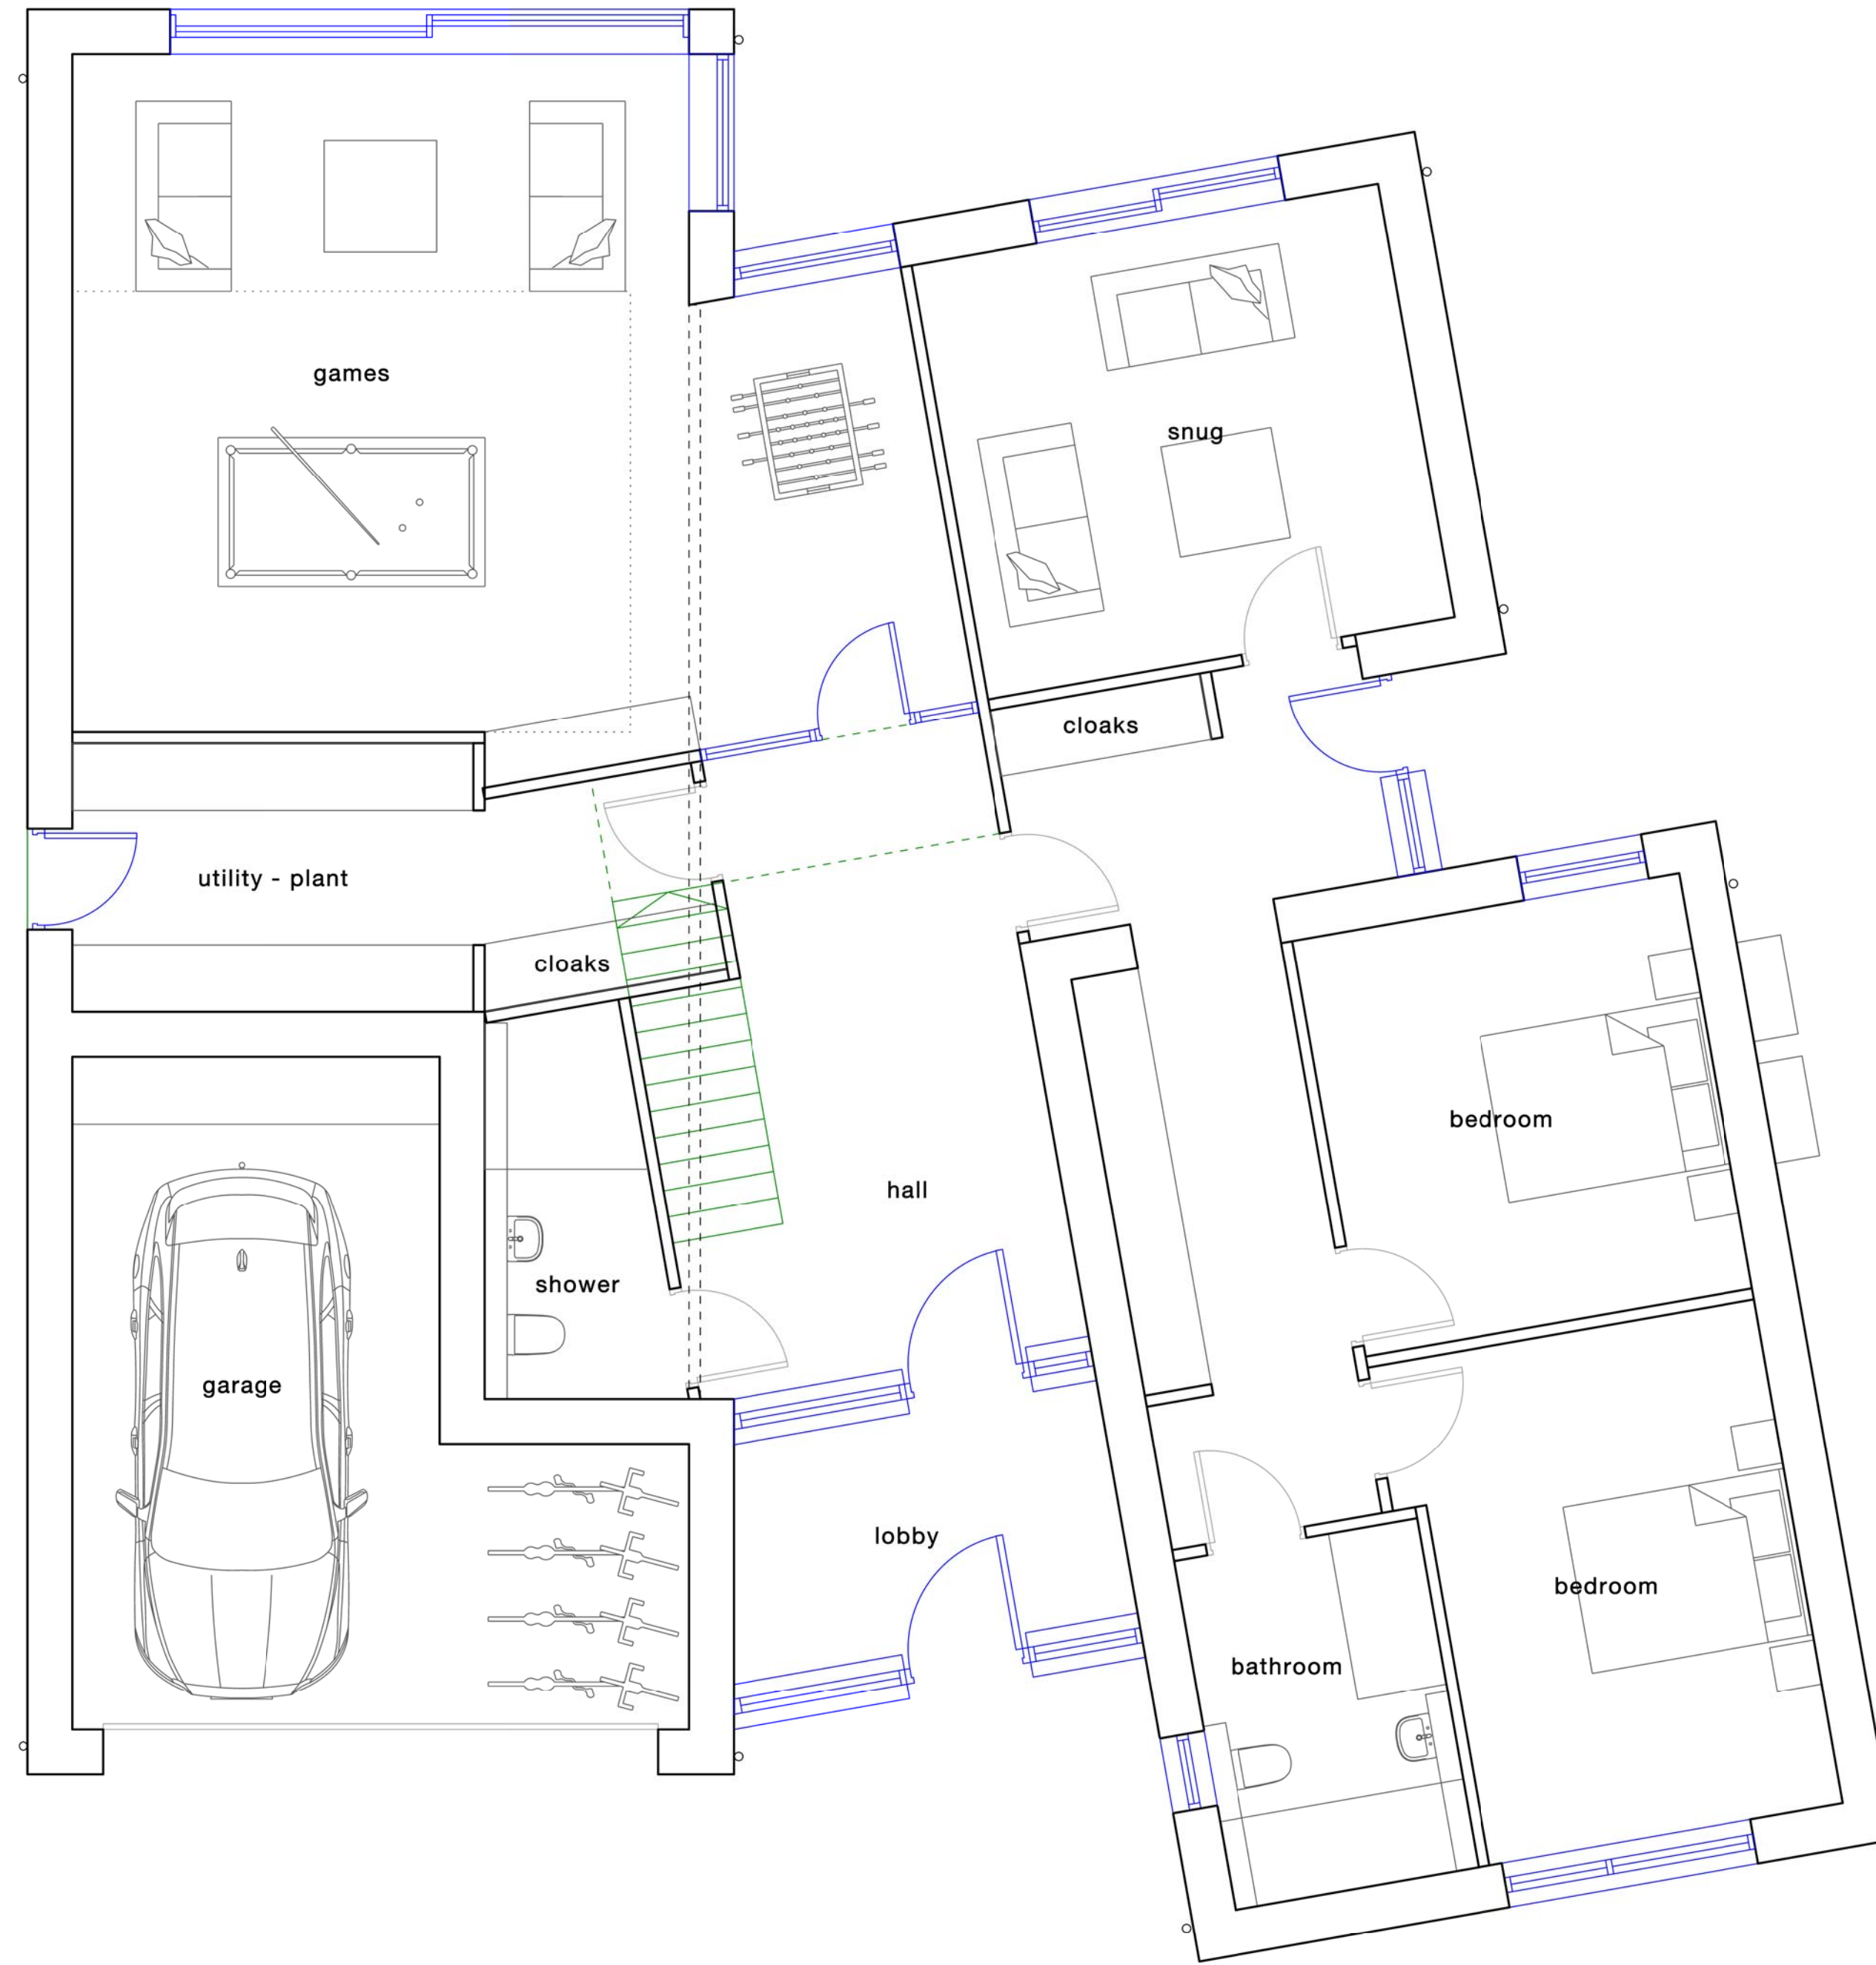 games
snug
cloaks
utility - plant
cloaks
bedroom
hall
shower
garage
lobby
bedroom
bathroom